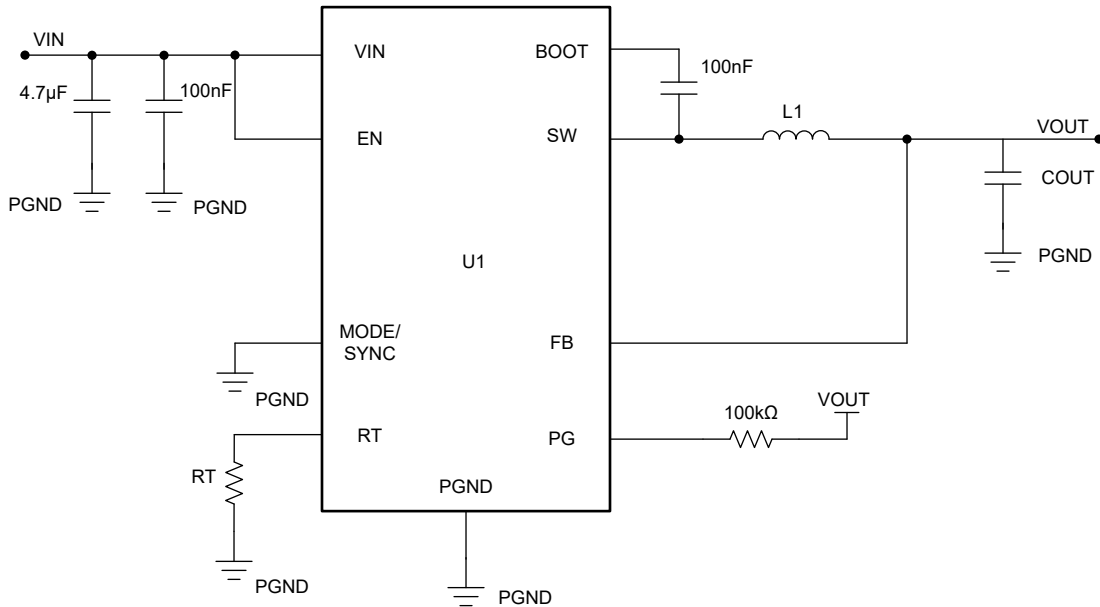 VIN
4.7µF
100nF
PGND
PGND
VIN
EN
MODE/
SYNC
PGND
RT
RT
PGND
U1
PGND
PGND
BOOT
100nF
SW
L1
VOUT
COUT
PGND
FB
PG
100kΩ
VOUT